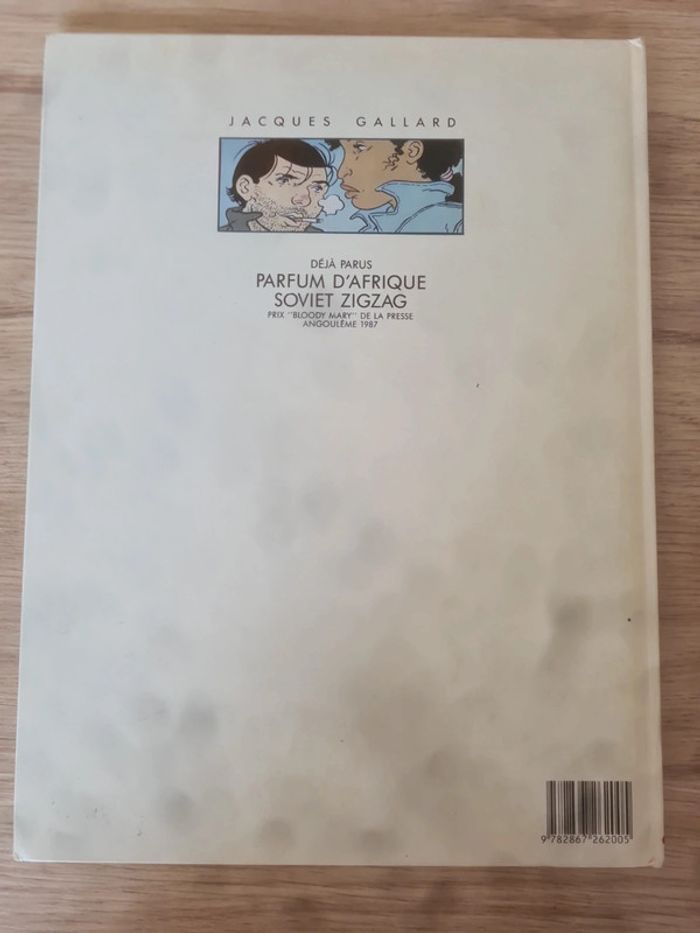 JACQUES GALLARD
DÉJÀ PARUS
PARFUM D'AFRIQUE
SOVIET ZIGZAG
PRIX "BLOODY MARY" DE LA PRESSE
ANGOULÊME 1987
9 782867 262005